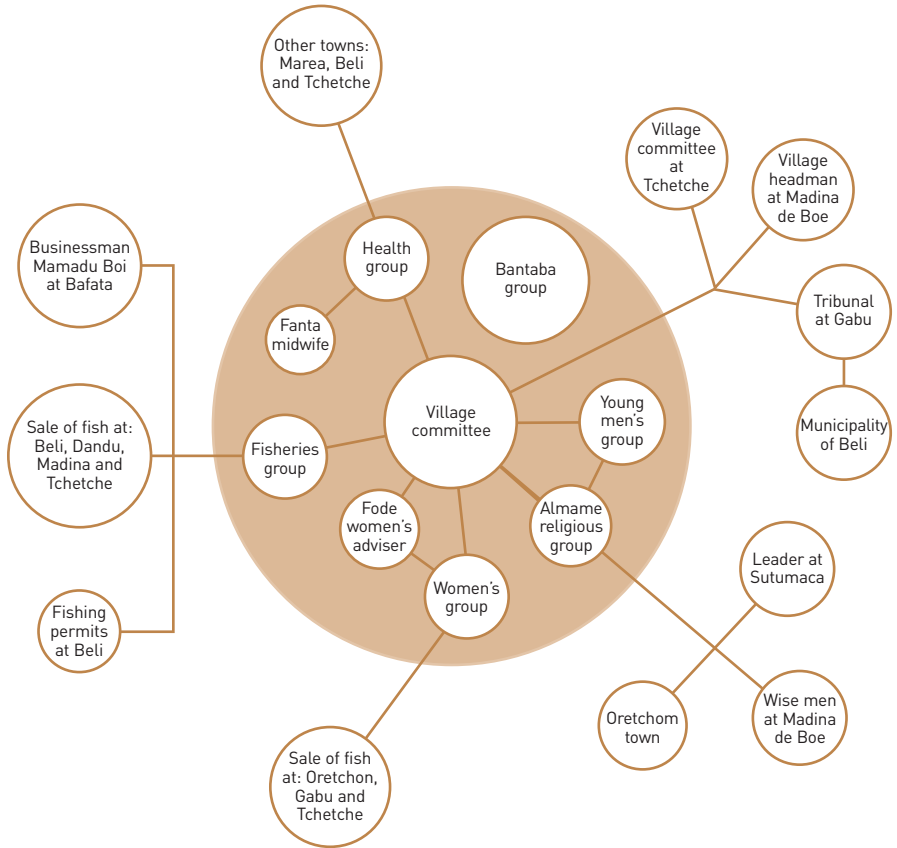 Other towns:
Marea, Beli
and Tchetche
Village
committee
at
Tchetche
Village
headman
at Madina
de Boe
Businessman
Mamadu Boi
at Bafata
Health
group
Bantaba
group
Tribunal
at Gabu
Fanta
midwife
Village
committee
Young
men's
group
Municipality
of Beli
Sale of fish at:
Beli, Dandu,
Madina and
Tchetche
Fisheries
group
Fode
women's
adviser
Almame
religious
group
Women's
group
Leader at
Sutumaca
Fishing
permits
at Beli
Oretchom
town
Wise men
at Madina
de Boe
Sale of fish
at: Oretchon,
Gabu and
Tchetche